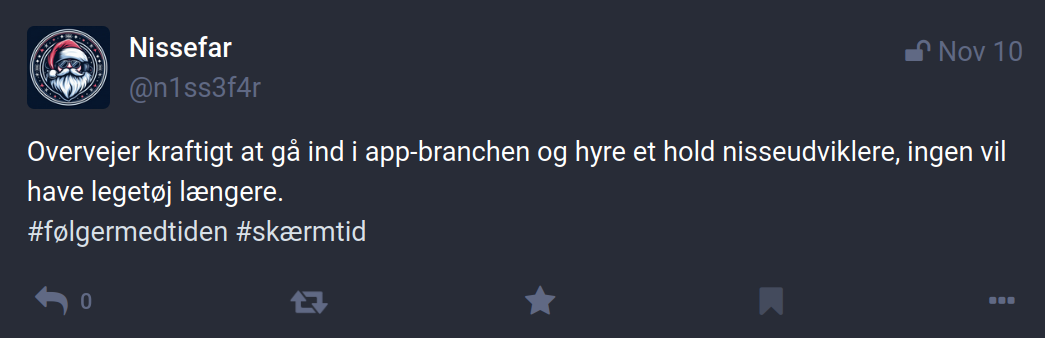 Nissefar
@n1ss3f4r
Nov 10
Overvejer kraftigt at gå ind i app-branchen og hyre et hold nisseudviklere, ingen vil
have legetøj længere.
#følgermedtiden #skærmtid
0